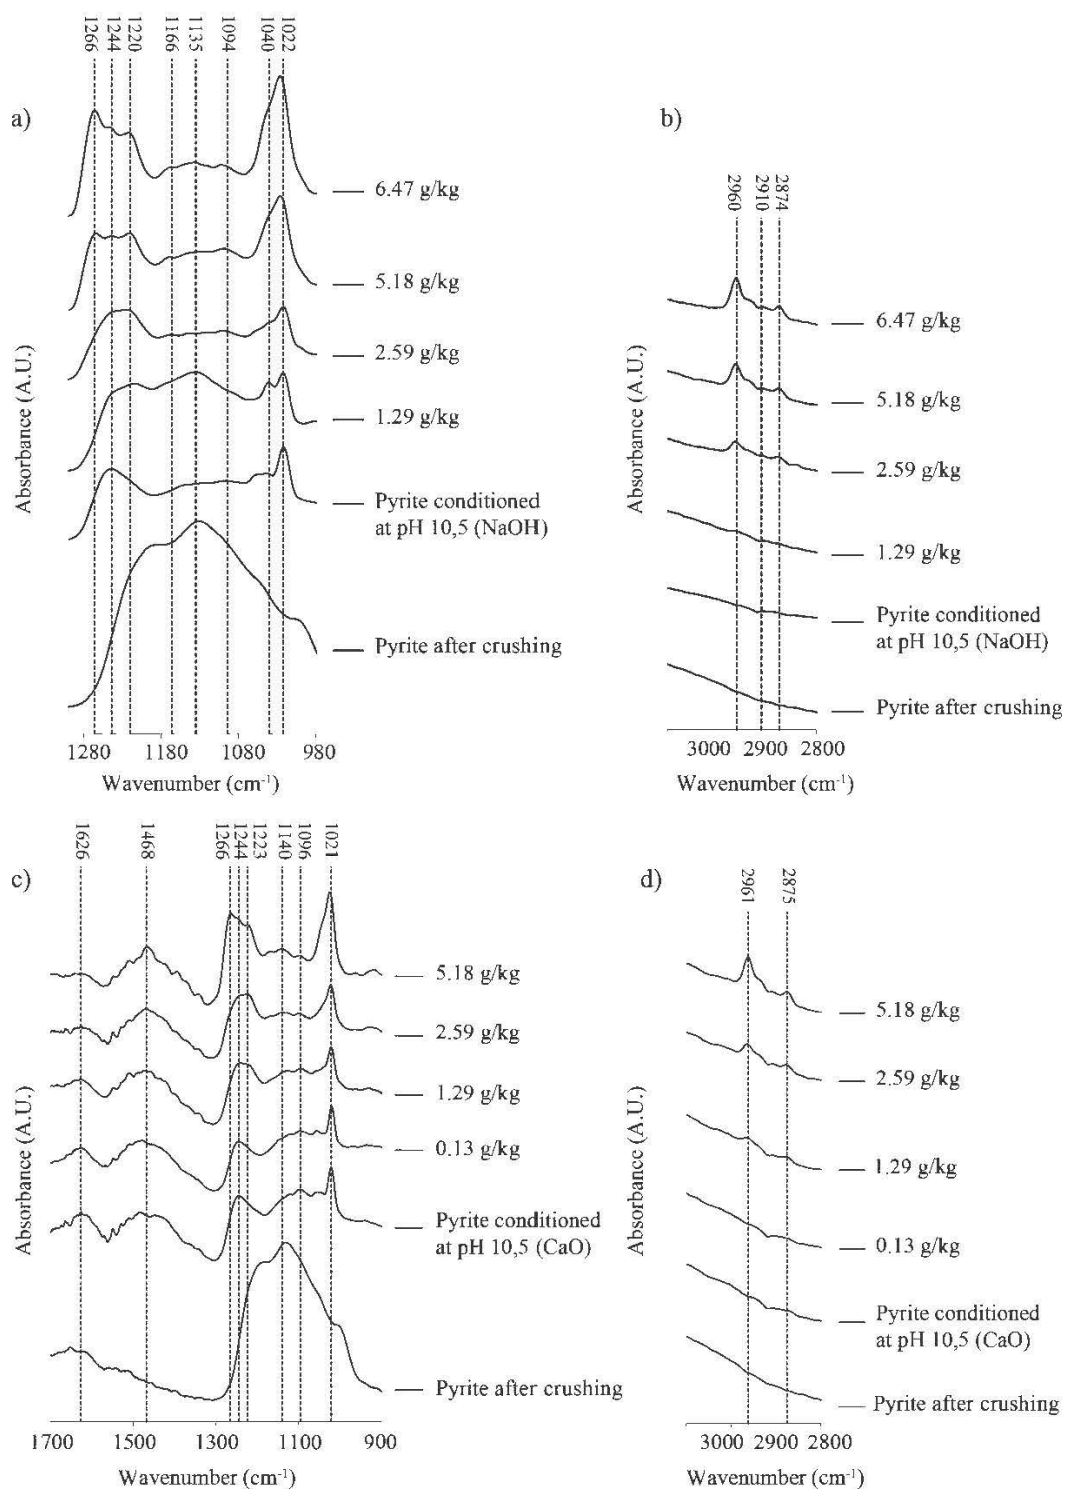 1266
1244
1220
1166
1135
1094
1040
1022
a)
6.47 g/kg
5.18 g/kg
2.59 g/kg
1.29 g/kg
Pyrite conditioned
at pH 10,5 (NaOH)
Pyrite after crushing
Absorbance (A.U.)
1280 1180 1080 980
Wavenumber (cm⁻¹)
b)
2960
2910
2874
6.47 g/kg
5.18 g/kg
2.59 g/kg
1.29 g/kg
Pyrite conditioned
at pH 10,5 (NaOH)
Pyrite after crushing
Absorbance (A.U.)
3000 2900 2800
Wavenumber (cm⁻¹)
1626
1468
1266
1244
1223
1140
1096
1021
c)
5.18 g/kg
2.59 g/kg
1.29 g/kg
0.13 g/kg
Pyrite conditioned
at pH 10,5 (CaO)
Pyrite after crushing
Absorbance (A.U.)
1700 1500 1300 1100 900
Wavenumber (cm⁻¹)
d)
2961
2875
5.18 g/kg
2.59 g/kg
1.29 g/kg
0.13 g/kg
Pyrite conditioned
at pH 10,5 (CaO)
Pyrite after crushing
Absorbance (A.U.)
3000 2900 2800
Wavenumber (cm⁻¹)